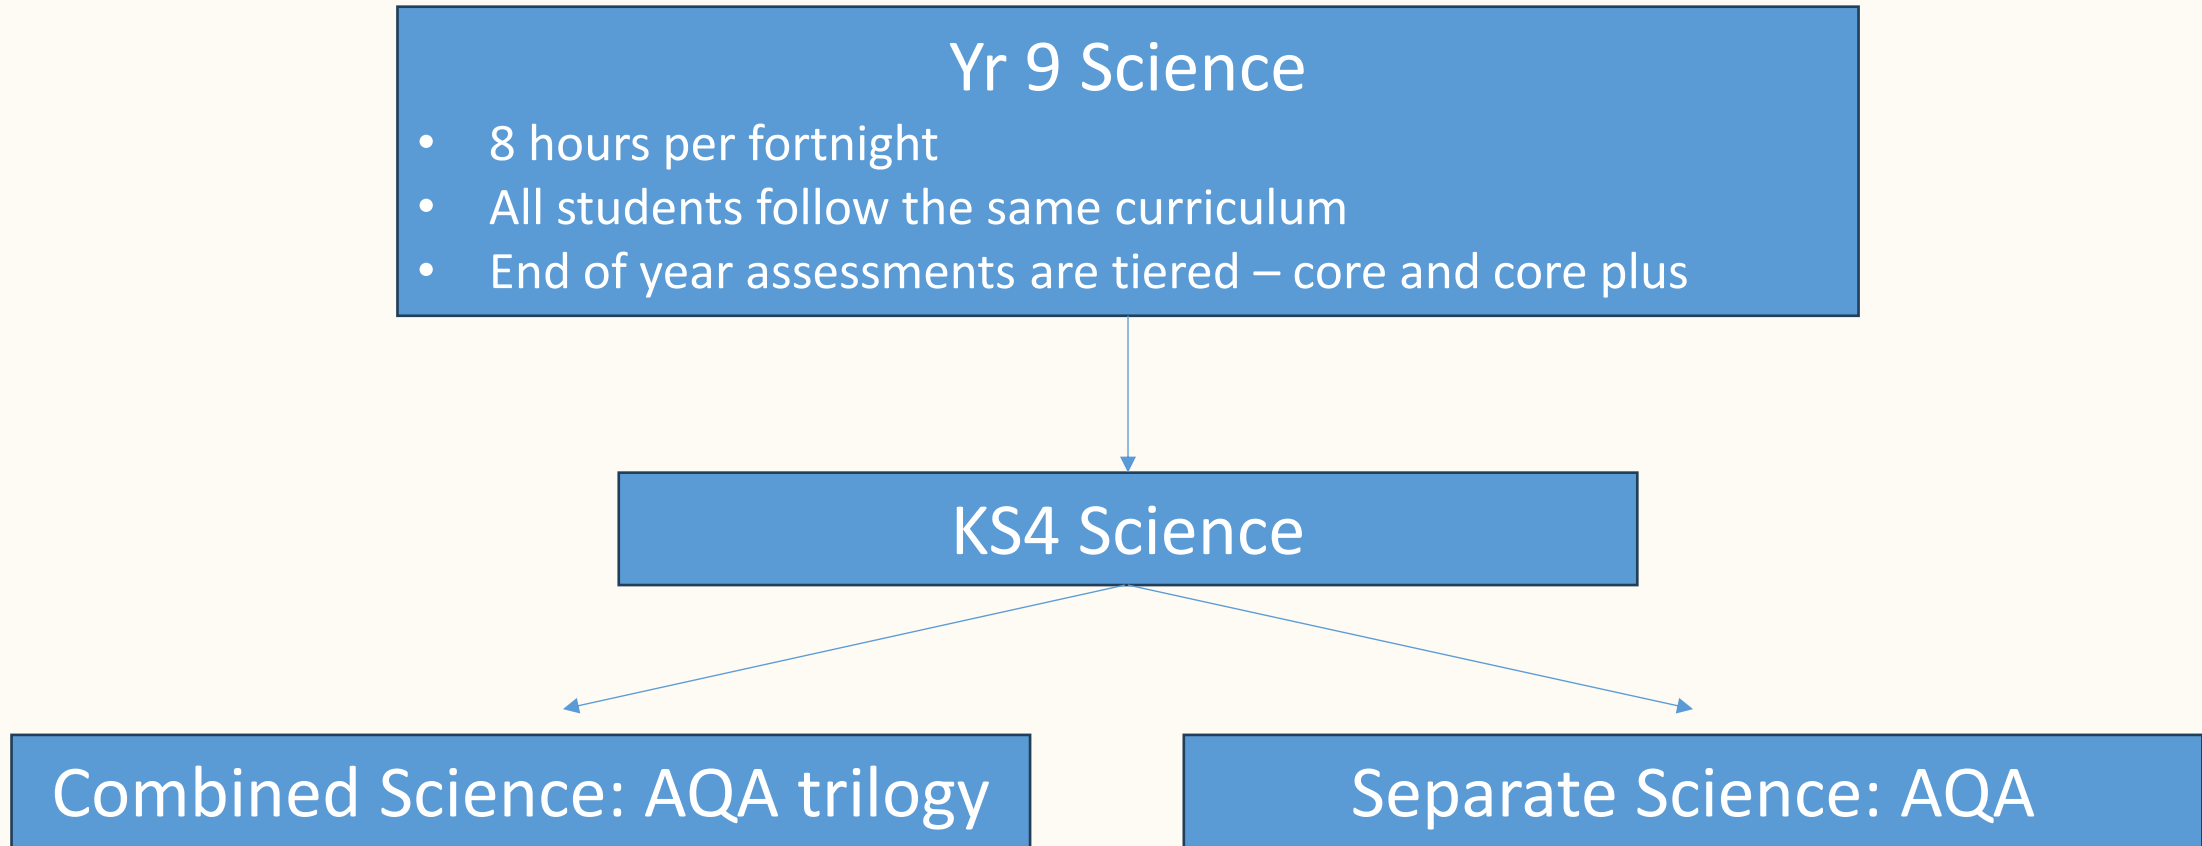 Yr 9 Science
• 8 hours per fortnight
• All students follow the same curriculum
• End of year assessments are tiered – core and core plus
KS4 Science
Combined Science: AQA trilogy
Separate Science: AQA